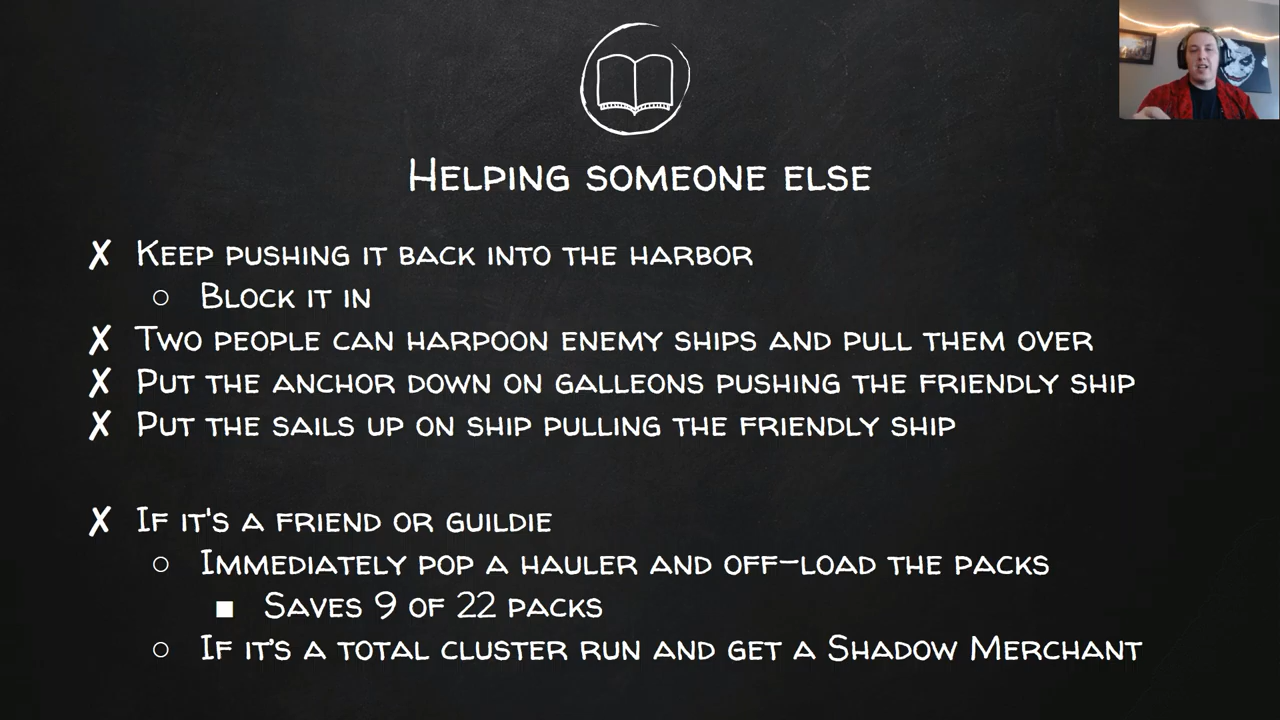 Helping someone else
✗ Keep pushing it back into the harbor
○ Block it in
✗ Two people can harpoon enemy ships and pull them over
✗ Put the anchor down on galleons pushing the friendly ship
✗ Put the sails up on ship pulling the friendly ship
✗ If it's a friend or guildie
○ Immediately pop a hauler and off-load the packs
■ Saves 9 of 22 packs
○ If it's a total cluster run and get a Shadow Merchant